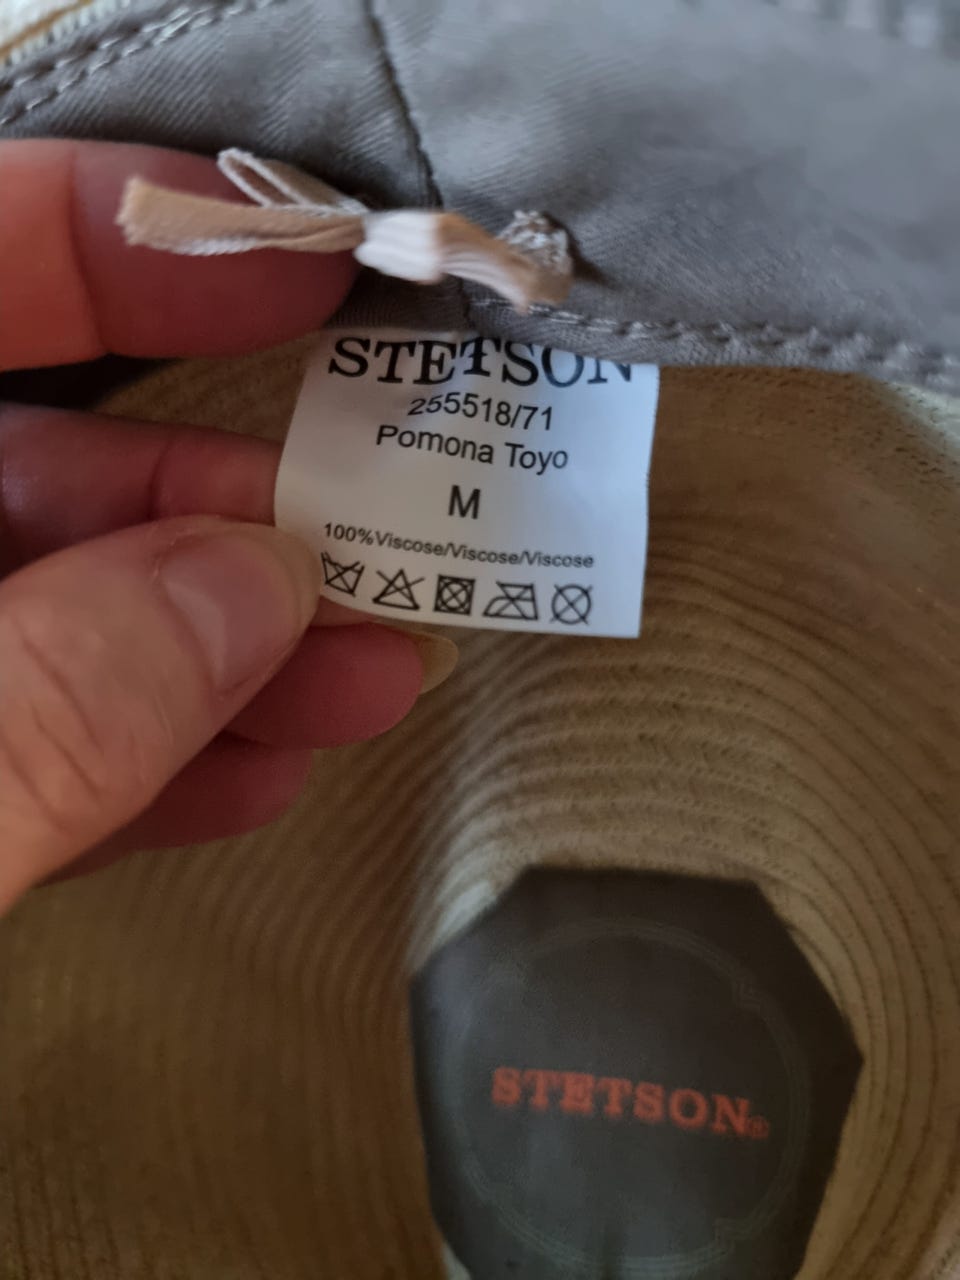 STETSON
255518/71
Pomona Toyo
M
100%Viscose/Viscose/Viscose
STETSON®